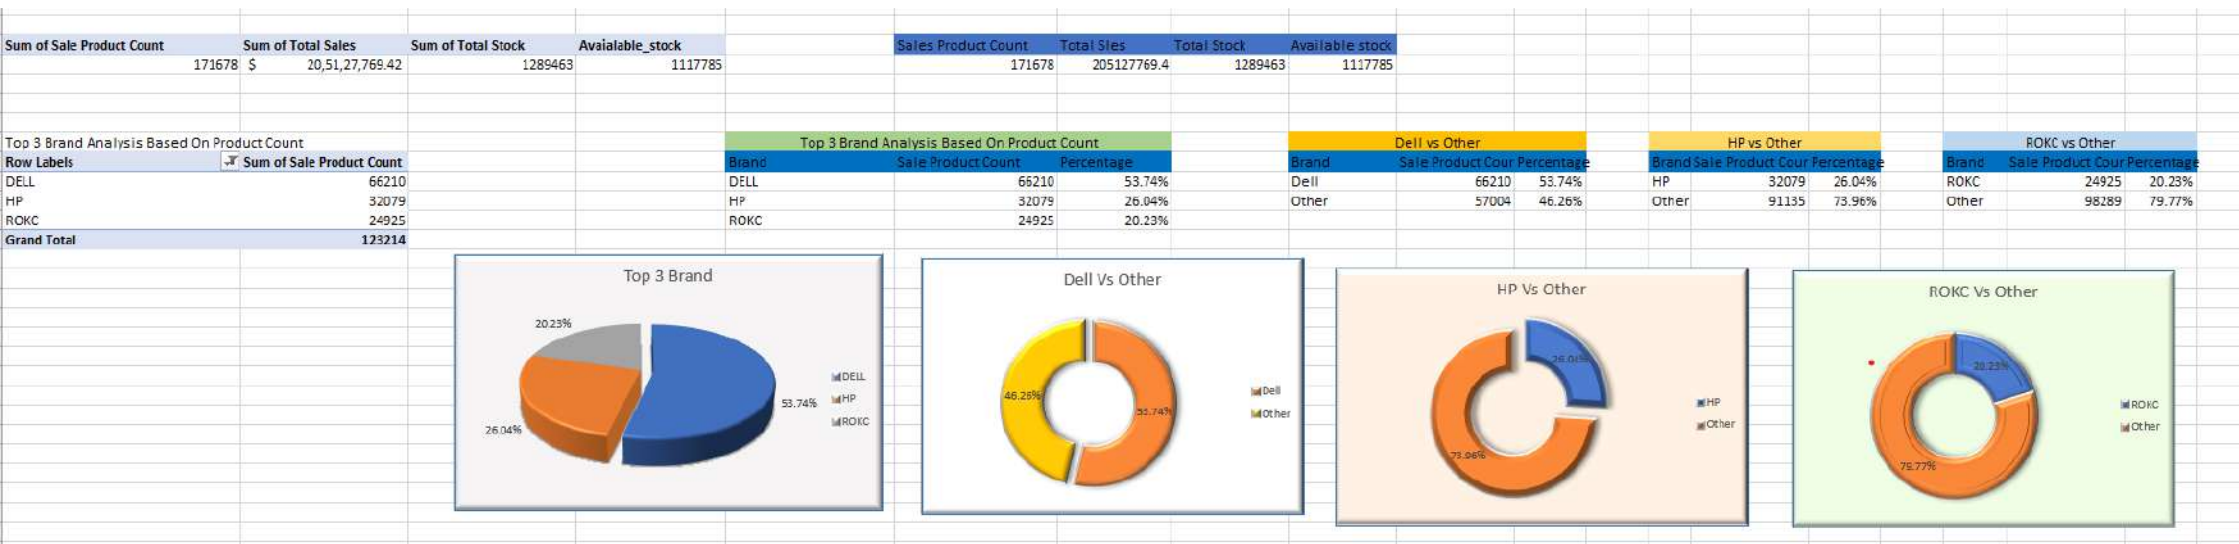 Sum of Sale Product Count Sum of Total Sales Sum of Total Stock Avaialable_stock Sales Product Count Total Sles Total Stock Available stock
171678 $ 20,51,27,769.42 1289463 1117785 171678 205127769.4 1289463 1117785
Top 3 Brand Analysis Based On Product Count Top 3 Brand Analysis Based On Product Count Dell vs Other HP vs Other ROKC vs Other
Row Labels Sum of Sale Product Count Brand Sale Product Count Percentage Brand Sale Product Cour Percentage Brand Sale Product Cour Percentage Brand Sale Product Cour Percentage
DELL 66210 DELL 66210 53.74% Dell 66210 53.74% HP 32079 26.04% ROKC 24925 20.23%
HP 32079 HP 32079 26.04% Other 57004 46.26% Other 91135 73.96% Other 98289 79.77%
ROKC 24925 ROKC 24925 20.23%
Grand Total 123214
Top 3 Brand
20.23%
53.74%
26.04%
DELL
HP
ROKC
Dell Vs Other
46.26%
53.74%
Dell
Other
HP Vs Other
26.04%
73.96%
HP
Other
ROKC Vs Other
20.23%
79.77%
ROKC
Other